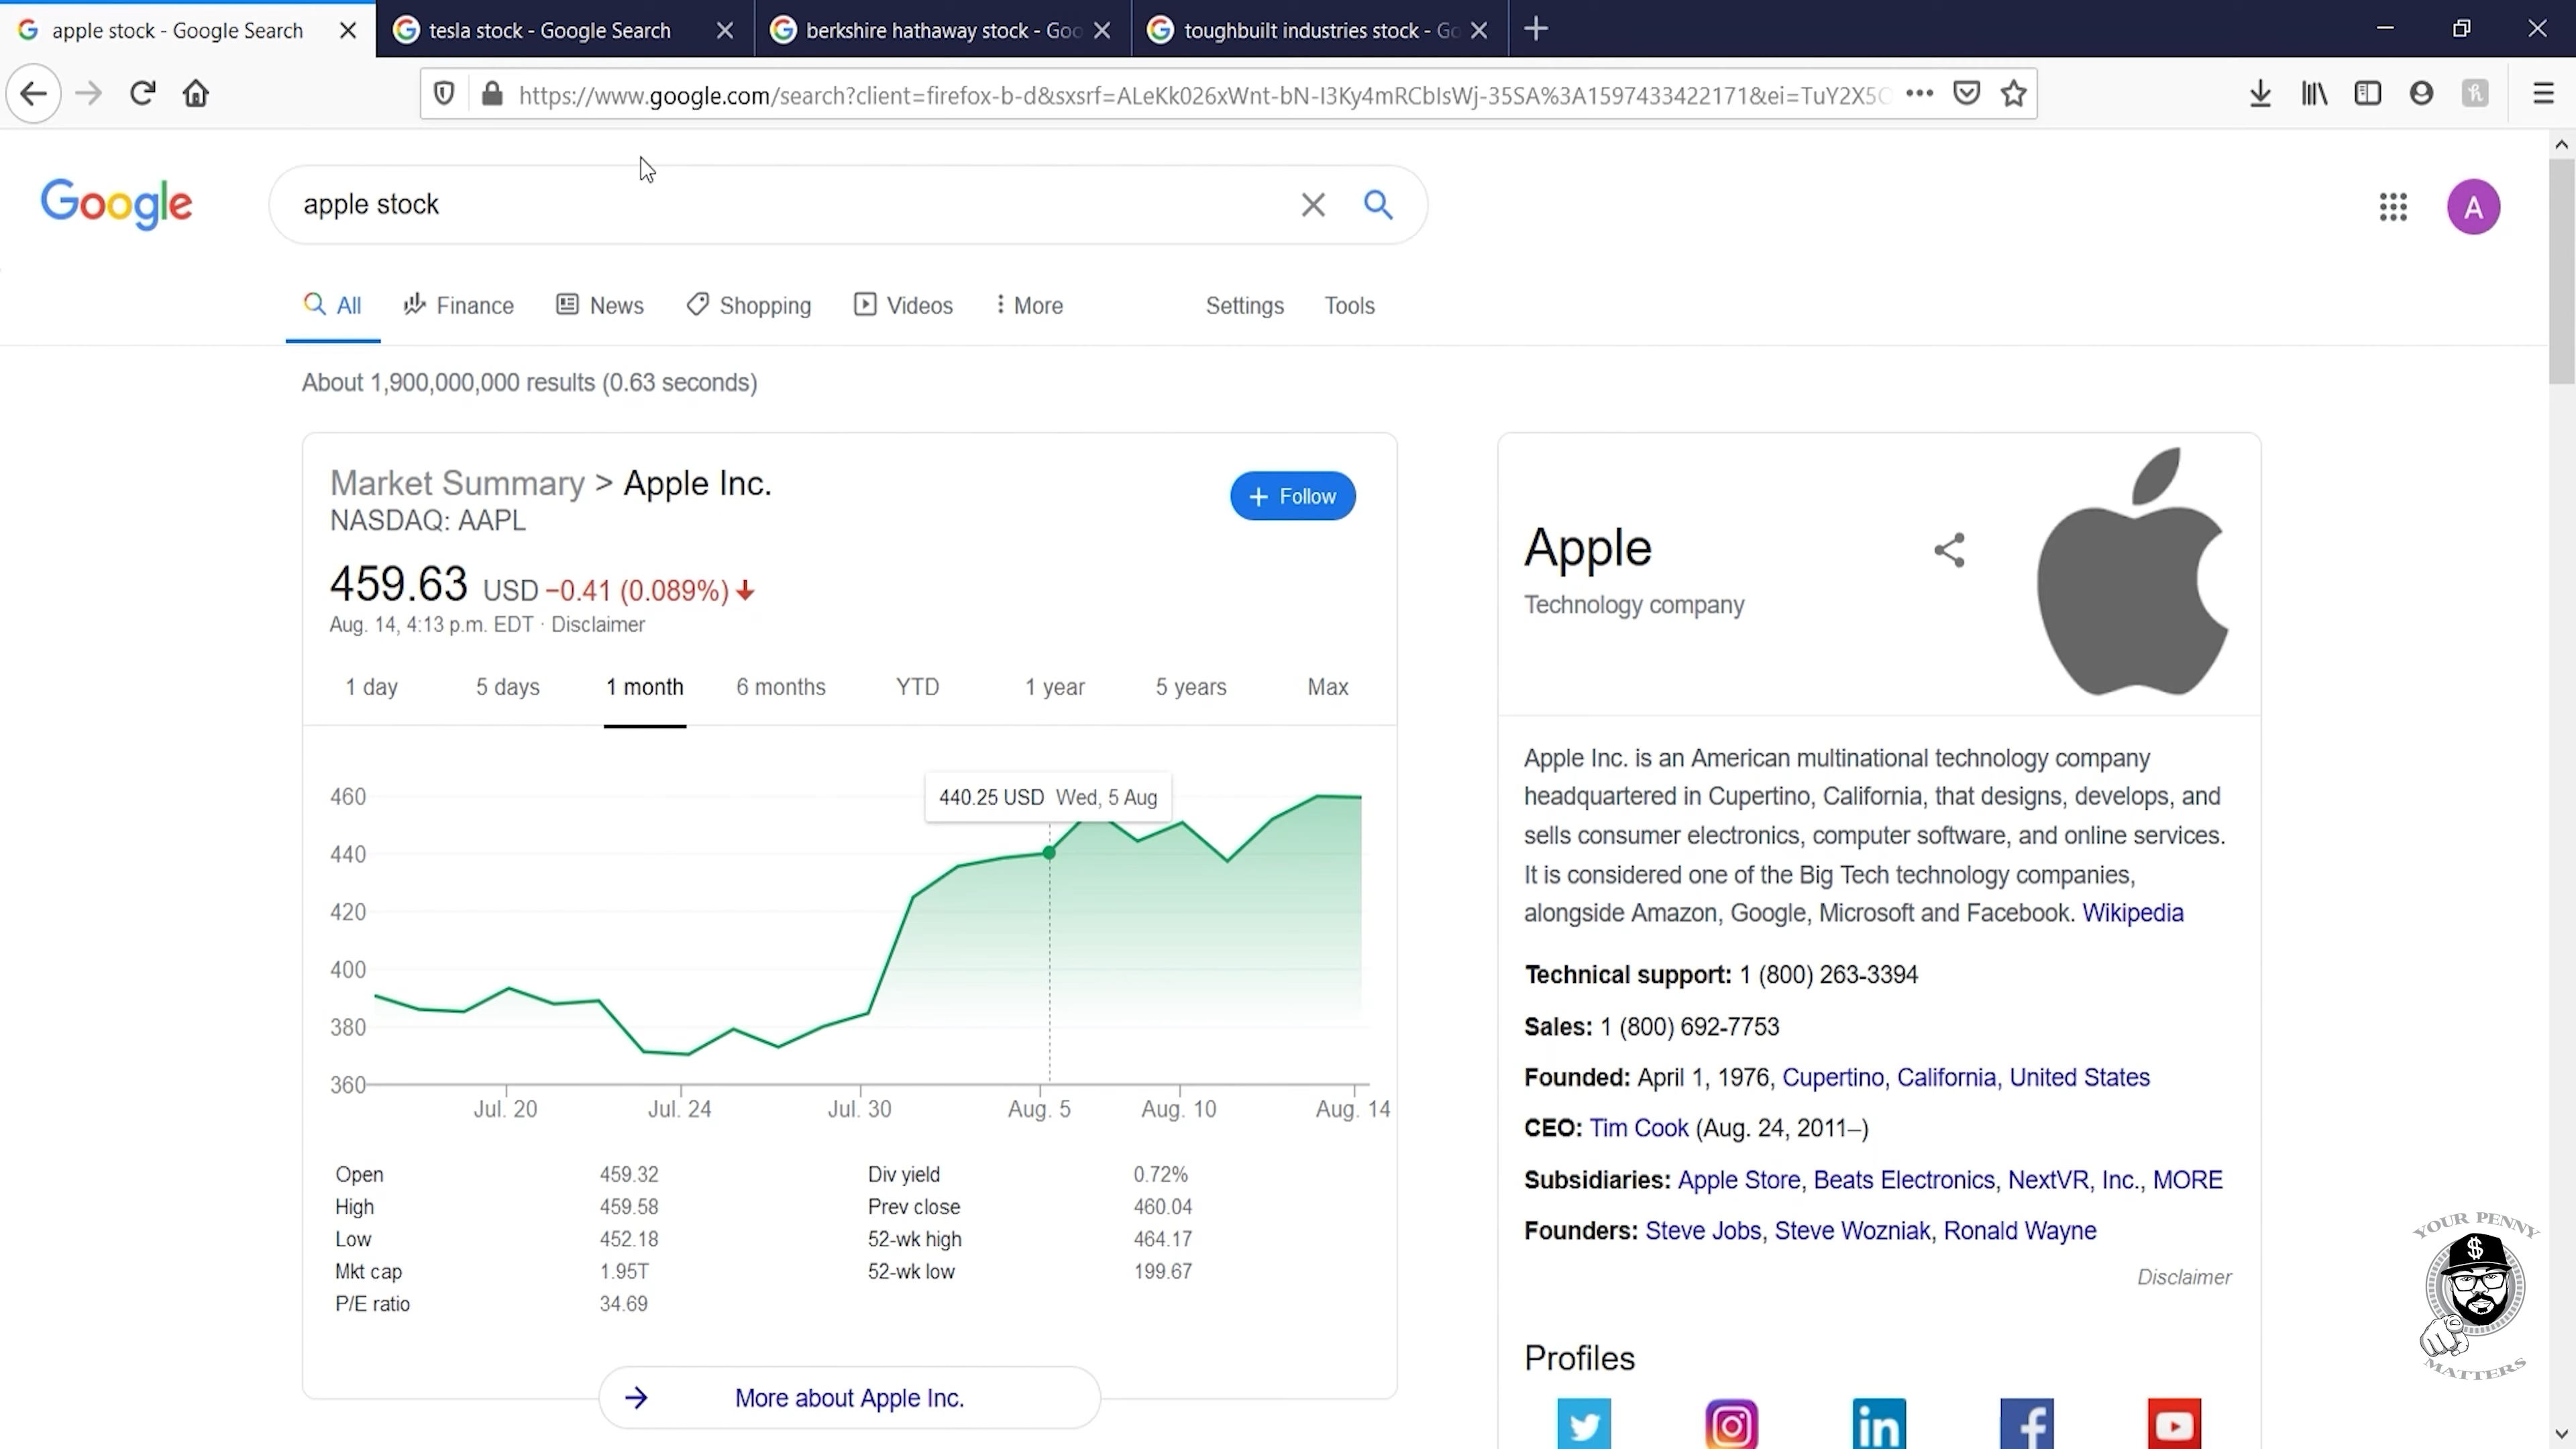 apple stock - Google Search
tesla stock - Google Search
berkshire hathaway stock - Goo
toughbuilt industries stock - Go
https://www.google.com/search?client=firefox-b-d&sxsrf=ALeKk026xWnt-bN-I3Ky4mRCbIsWj-35SA%3A1597433422171&ei=TuY2X5C
Google
apple stock
A
All
Finance
News
Shopping
Videos
More
Settings
Tools
About 1,900,000,000 results (0.63 seconds)
Market Summary > Apple Inc.
NASDAQ: AAPL
+ Follow
459.63 USD −0.41 (0.089%)
Aug. 14, 4:13 p.m. EDT · Disclaimer
1 day
5 days
1 month
6 months
YTD
1 year
5 years
Max
440.25 USD Wed, 5 Aug
460
440
420
400
380
360
Jul. 20
Jul. 24
Jul. 30
Aug. 5
Aug. 10
Aug. 14
Open 459.32 Div yield 0.72%
High 459.58 Prev close 460.04
Low 452.18 52-wk high 464.17
Mkt cap 1.95T 52-wk low 199.67
P/E ratio 34.69
More about Apple Inc.
Apple
Technology company
Apple Inc. is an American multinational technology company
headquartered in Cupertino, California, that designs, develops, and
sells consumer electronics, computer software, and online services.
It is considered one of the Big Tech technology companies,
alongside Amazon, Google, Microsoft and Facebook. Wikipedia
Technical support: 1 (800) 263-3394
Sales: 1 (800) 692-7753
Founded: April 1, 1976, Cupertino, California, United States
CEO: Tim Cook (Aug. 24, 2011–)
Subsidiaries: Apple Store, Beats Electronics, NextVR, Inc., MORE
Founders: Steve Jobs, Steve Wozniak, Ronald Wayne
Disclaimer
Profiles
YOUR PENNY
$
MATTERS